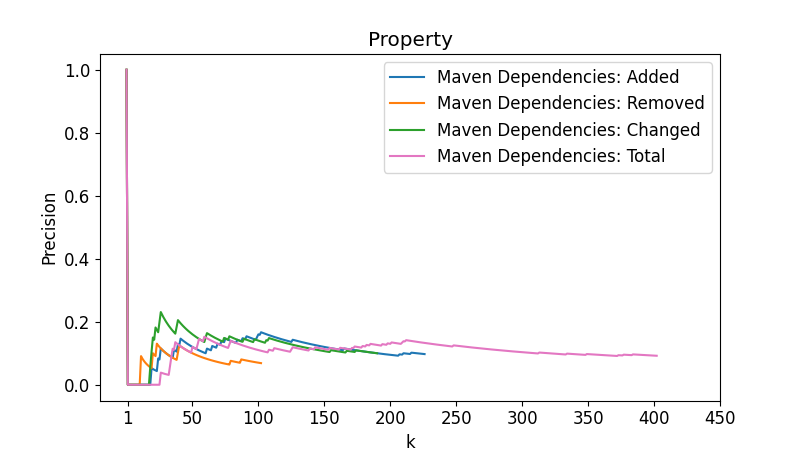 Property
Precision
1.0
0.8
0.6
0.4
0.2
0.0
Maven Dependencies: Added
Maven Dependencies: Removed
Maven Dependencies: Changed
Maven Dependencies: Total
1 50 100 150 200 250 300 350 400 450
k